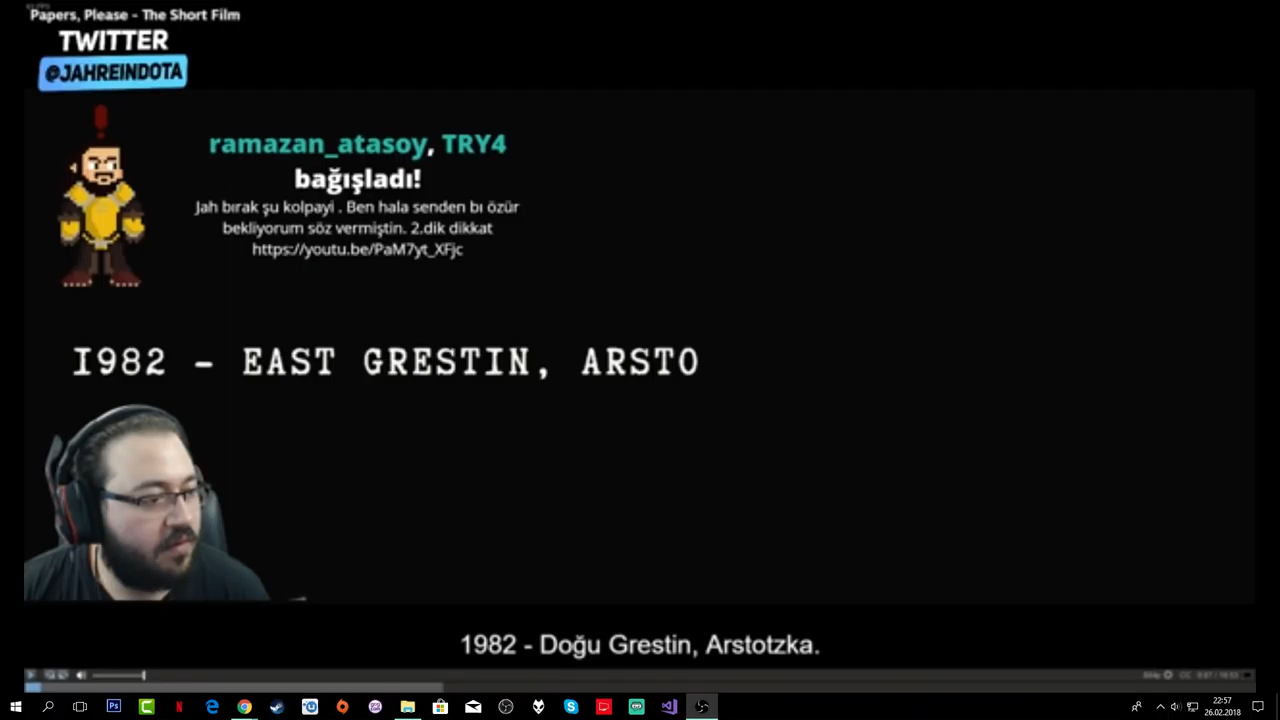 Papers, Please - The Short Film
TWITTER
@JAHREINDOTA
ramazan_atasoy, TRY4
bağışladı!
Jah bırak şu kolpayi . Ben hala senden bı özür
bekliyorum söz vermiştin. 2.dik dikkat
https://youtu.be/PaM7yt_XFjc
1982 - EAST GRESTIN, ARSTO
1982 - Doğu Grestin, Arstotzka.
22:57
26.02.2018